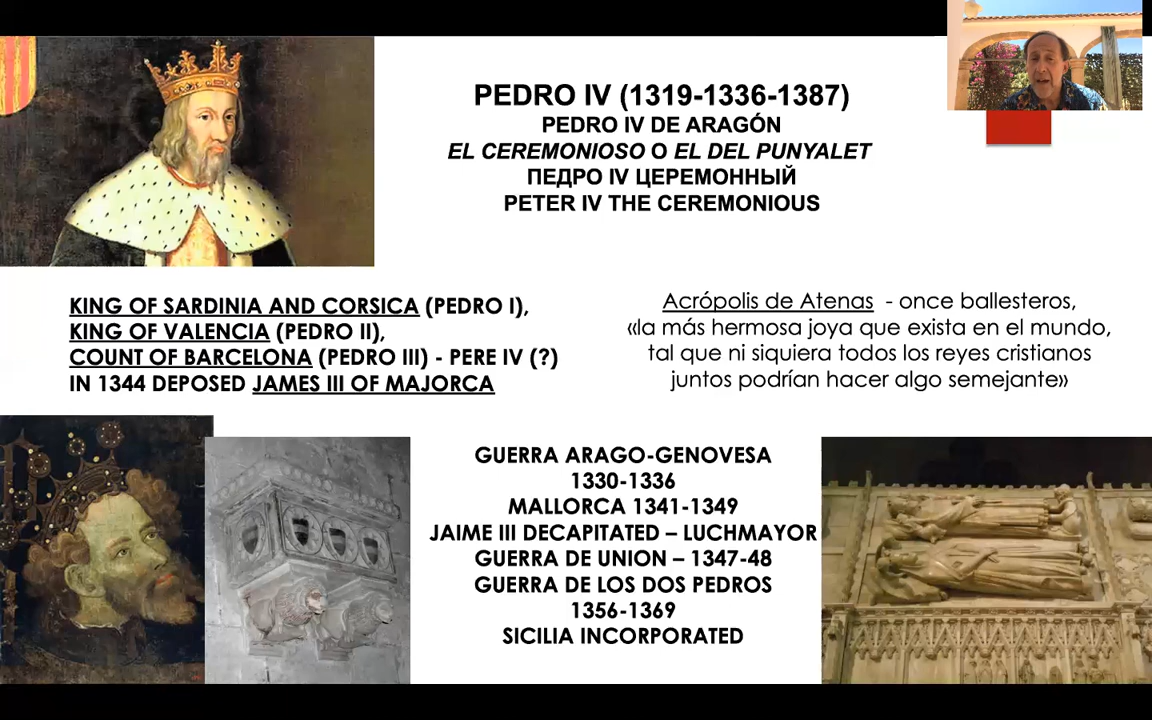 PEDRO IV (1319-1336-1387)
PEDRO IV DE ARAGÓN
EL CEREMONIOSO O EL DEL PUNYALET
ПЕДРО IV ЦЕРЕМОННЫЙ
PETER IV THE CEREMONIOUS
KING OF SARDINIA AND CORSICA (PEDRO I),
KING OF VALENCIA (PEDRO II),
COUNT OF BARCELONA (PEDRO III) - PERE IV (?)
IN 1344 DEPOSED JAMES III OF MAJORCA
Acrópolis de Atenas - once ballesteros,
«la más hermosa joya que exista en el mundo,
tal que ni siquiera todos los reyes cristianos
juntos podrían hacer algo semejante»
GUERRA ARAGO-GENOVESA
1330-1336
MALLORCA 1341-1349
JAIME III DECAPITATED – LUCHMAYOR
GUERRA DE UNION – 1347-48
GUERRA DE LOS DOS PEDROS
1356-1369
SICILIA INCORPORATED